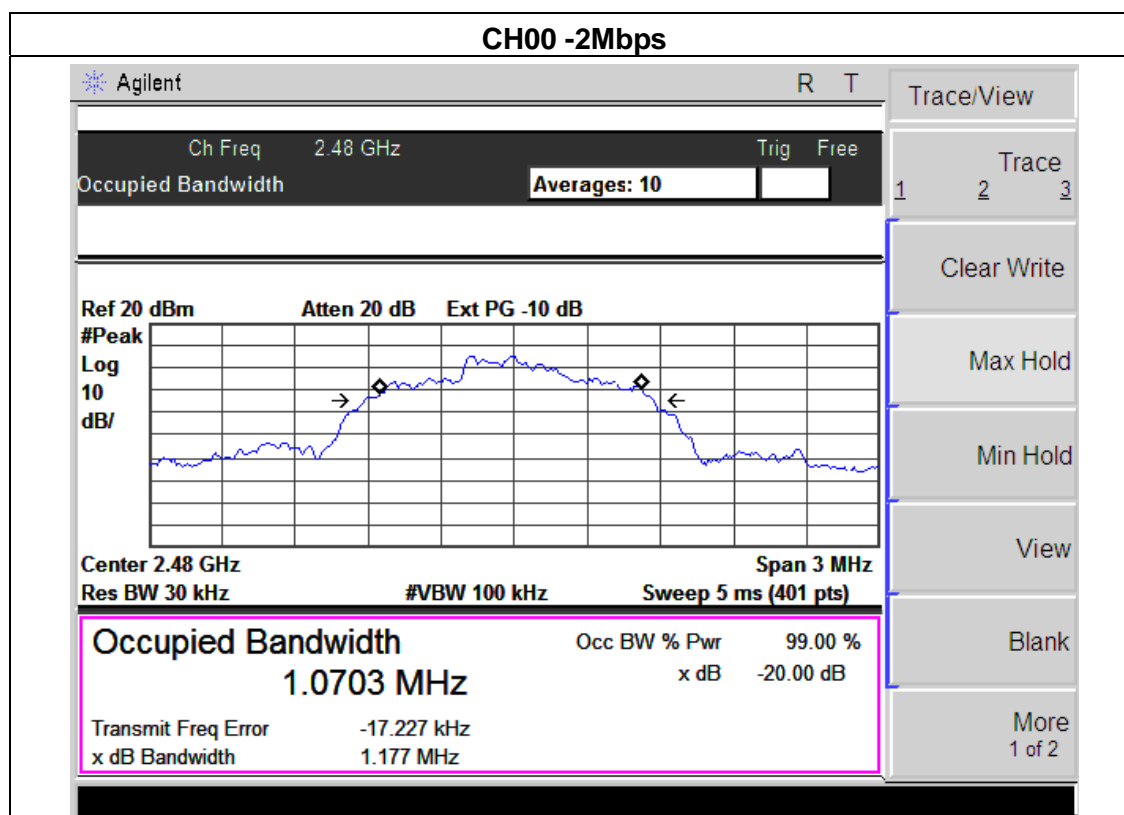 CH00 -2Mbps
Agilent R T
Ch Freq 2.48 GHz Trig Free
Occupied Bandwidth Averages: 10
Ref 20 dBm Atten 20 dB Ext PG -10 dB
#Peak
Log
10
dB/
Center 2.48 GHz Span 3 MHz
Res BW 30 kHz #VBW 100 kHz Sweep 5 ms (401 pts)
Occupied Bandwidth Occ BW % Pwr 99.00 %
1.0703 MHz x dB -20.00 dB
Transmit Freq Error -17.227 kHz
x dB Bandwidth 1.177 MHz
Trace/View
Trace
1 2 3
Clear Write
Max Hold
Min Hold
View
Blank
More
1 of 2